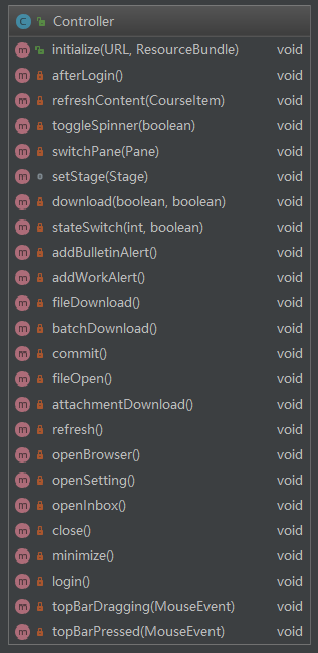 Controller
initialize(URL, ResourceBundle) void
afterLogin() void
refreshContent(CourseItem) void
toggleSpinner(boolean) void
switchPane(Pane) void
setStage(Stage) void
download(boolean, boolean) void
stateSwitch(int, boolean) void
addBulletinAlert() void
addWorkAlert() void
fileDownload() void
batchDownload() void
commit() void
fileOpen() void
attachmentDownload() void
refresh() void
openBrowser() void
openSetting() void
openInbox() void
close() void
minimize() void
login() void
topBarDragging(MouseEvent) void
topBarPressed(MouseEvent) void